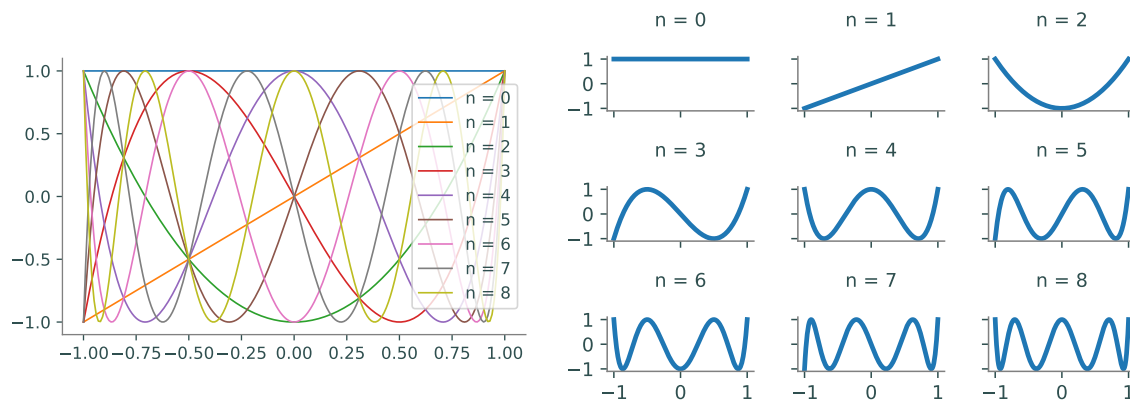 1.0
0.5
0.0
−0.5
−1.0
−1.00 −0.75 −0.50 −0.25 0.00 0.25 0.50 0.75 1.00
n = 0
n = 1
n = 2
n = 3
n = 4
n = 5
n = 6
n = 7
n = 8
n = 0 n = 1 n = 2
1
0
−1
n = 3 n = 4 n = 5
1
0
−1
n = 6 n = 7 n = 8
1
0
−1
−1 0 1 −1 0 1 −1 0 1